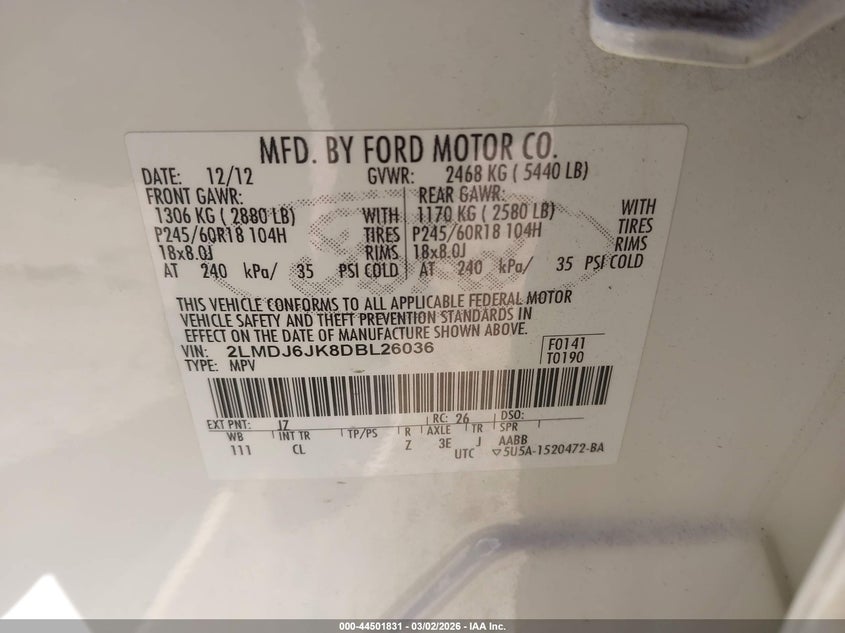 MFD. BY FORD MOTOR CO.
DATE: 12/12 GVWR: 2468 KG ( 5440 LB)
FRONT GAWR: REAR GAWR:
1306 KG ( 2880 LB) WITH 1170 KG ( 2580 LB) WITH
P245/60R18 104H TIRES P245/60R18 104H TIRES
18x8.0J RIMS 18x8.0J RIMS
AT 240 kPa/ 35 PSI COLD AT 240 kPa/ 35 PSI COLD
THIS VEHICLE CONFORMS TO ALL APPLICABLE FEDERAL MOTOR
VEHICLE SAFETY AND THEFT PREVENTION STANDARDS IN
EFFECT ON THE DATE OF MANUFACTURE SHOWN ABOVE.
VIN: 2LMDJ6JK8DBL26036 F0141
TYPE: MPV T0190
EXT PNT: JZ RC: 26 DSO:
WB INT TR TP/PS R AXLE TR SPR
111 CL Z 3E J AABB
UTC ▽5U5A-1520472-BA
000-44501831 - 03/02/2026 - IAA Inc.